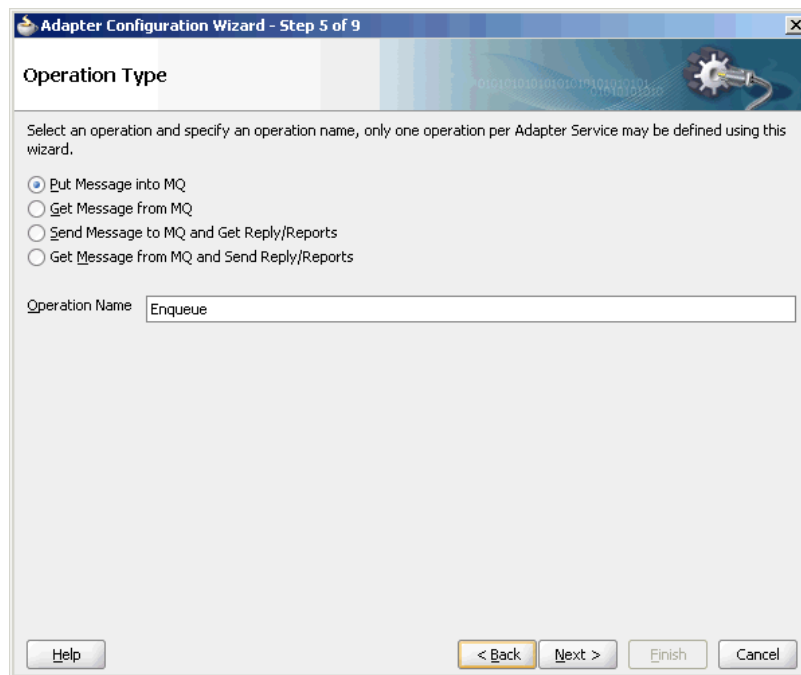 Adapter Configuration Wizard - Step 5 of 9
Operation Type
Select an operation and specify an operation name, only one operation per Adapter Service may be defined using this
wizard.
Put Message into MQ
Get Message from MQ
Send Message to MQ and Get Reply/Reports
Get Message from MQ and Send Reply/Reports
Operation Name Enqueue
Help < Back Next > Finish Cancel